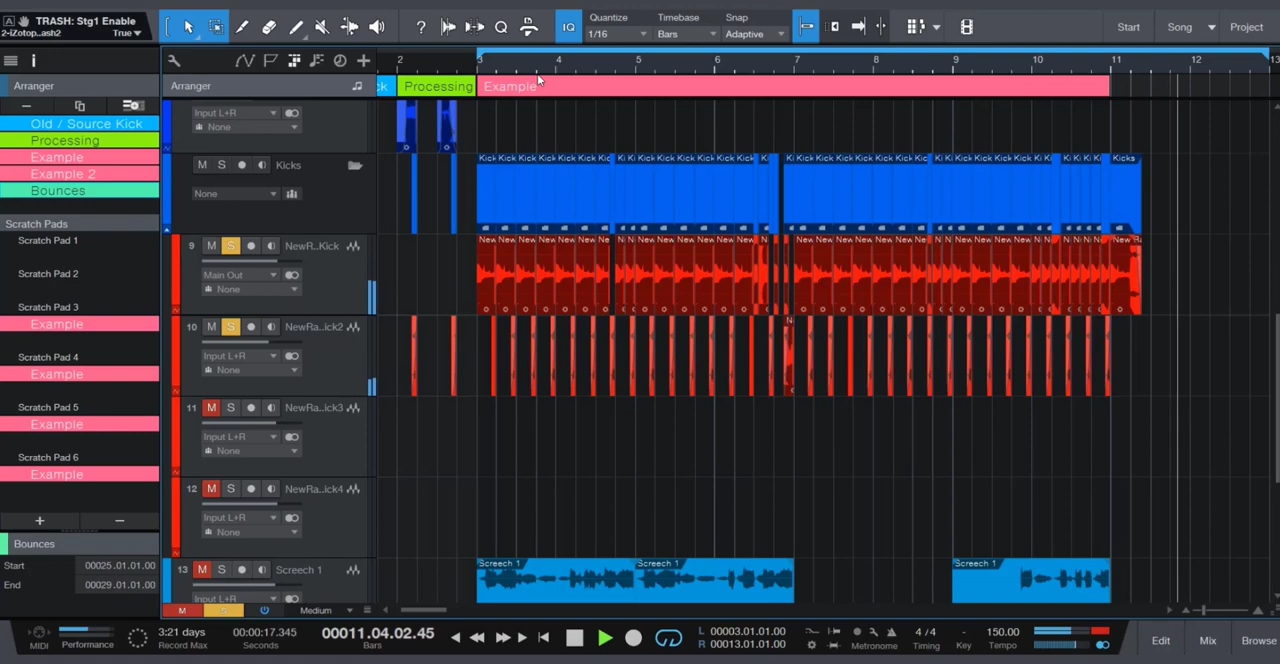 TRASH: Stg1 Enable
2-iZotop..ash2) True
IQ
Quantize
1/16
Timebase
Bars
Snap
Adaptive
Start
Song
Project
2 3 4 5 6 7 8 9 10 11 12 13
Arranger
Arranger
ck
Processing
Example
Old / Source Kick
Processing
Example
Example 2
Bounces
Input L+R
None
M S Kicks
None
Scratch Pads
Scratch Pad 1
Scratch Pad 2
Scratch Pad 3
Example
Scratch Pad 4
Example
Scratch Pad 5
Example
Scratch Pad 6
Example
9 M S NewR..Kick
Main Out
None
10 M S NewRa..ick2
Input L+R
None
11 M S NewRa..ick3
Input L+R
None
12 M S NewRa..ick4
Input L+R
None
13 M S Screech 1
Input L+R
Screech 1
Screech 1
Screech 1
Bounces
Start 00025.01.01.00
End 00029.01.01.00
M S Medium
MIDI
Performance
3:21 days
Record Max
00:00:17.345
Seconds
00011.04.02.45
Bars
L 00003.01.01.00
R 00013.01.01.00
Metronome
4 / 4
Timing
-
Key
150.00
Tempo
Edit
Mix
Browse